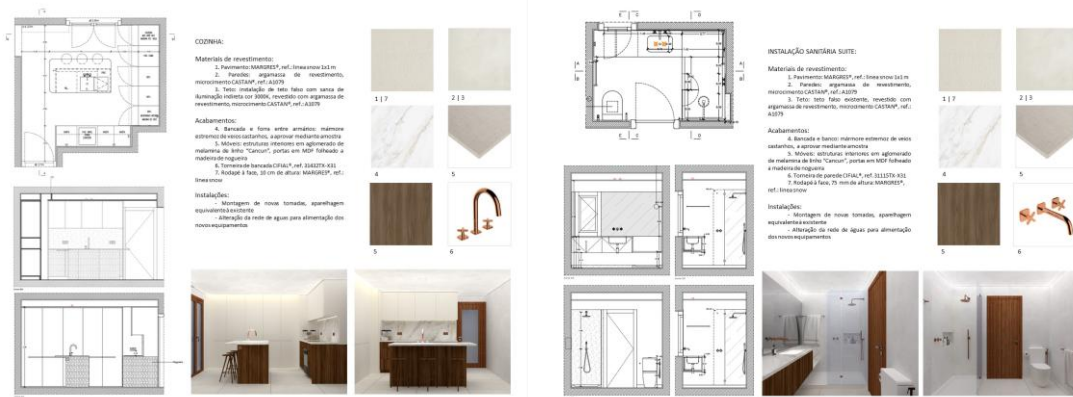 COZINHA:
Materiais de revestimento:
1. Pavimento: MARGRES®, ref.: linea snow 1x1 m
2. Paredes: argamassa de revestimento,
microcimento CASTAN®, ref.: A1079
3. Teto: instalação de teto falso com sanca de
iluminação indireta cor 3000K, revestido com argamassa de
revestimento, microcimento CASTAN®, ref.: A1079
Acabamentos:
4. Bancada e forra entre armários: mármore
estremoz de veios castanhos, a aprovar mediante amostra
5. Móveis: estruturas interiores em aglomerado de
melamina de linho "Cancun", portas em MDF folheado a
madeira de nogueira
6. Torneira de bancada CIFIAL®, ref. 31632TX-X31
7. Rodapé à face, 10 cm de altura: MARGRES®, ref.:
linea snow
Instalações:
- Montagem de novas tomadas, aparelhagem
equivalente à existente
- Alteração da rede de águas para alimentação dos
novos equipamentos
1 | 7
2 | 3
4
5
5
6
INSTALAÇÃO SANITÁRIA SUITE:
Materiais de revestimento:
1. Pavimento: MARGRES®, ref.: linea snow 1x1 m
2. Paredes: argamassa de revestimento,
microcimento CASTAN®, ref.: A1079
3. Teto: teto falso existente, revestido com
argamassa de revestimento, microcimento CASTAN®, ref.: A1079
Acabamentos:
4. Bancada e banco: mármore estremoz de veios
castanhos, a aprovar mediante amostra
5. Móveis: estruturas interiores em aglomerado
de melamina de linho "Cancun", portas em MDF folheado
a madeira de nogueira
6. Torneira de parede CIFIAL®, ref. 31115TX-X31
7. Rodapé à face, 75 mm de altura: MARGRES®,
ref.: linea snow
Instalações:
- Montagem de novas tomadas, aparelhagem
equivalente à existente
- Alteração da rede de águas para alimentação
dos novos equipamentos
1 | 7
2 | 3
4
5
5
6